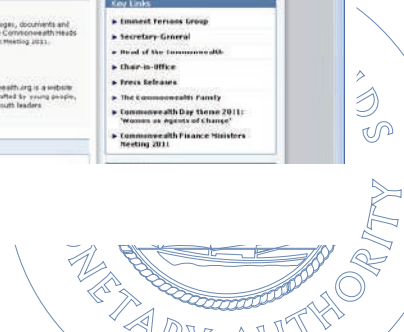 ages, documents and
Commonwealth Heads
Meeting 2011.
ealth.org is a website
by young people,
outh leaders
Key Links
Eminent Persons Group
Secretary-General
Head of the Commonwealth
Chair-in-Office
Press Releases
The Commonwealth Family
Commonwealth Day theme 2011:
'Women as Agents of Change'
Commonwealth Finance Ministers
Meeting 2011
NETARY AUTHORITY